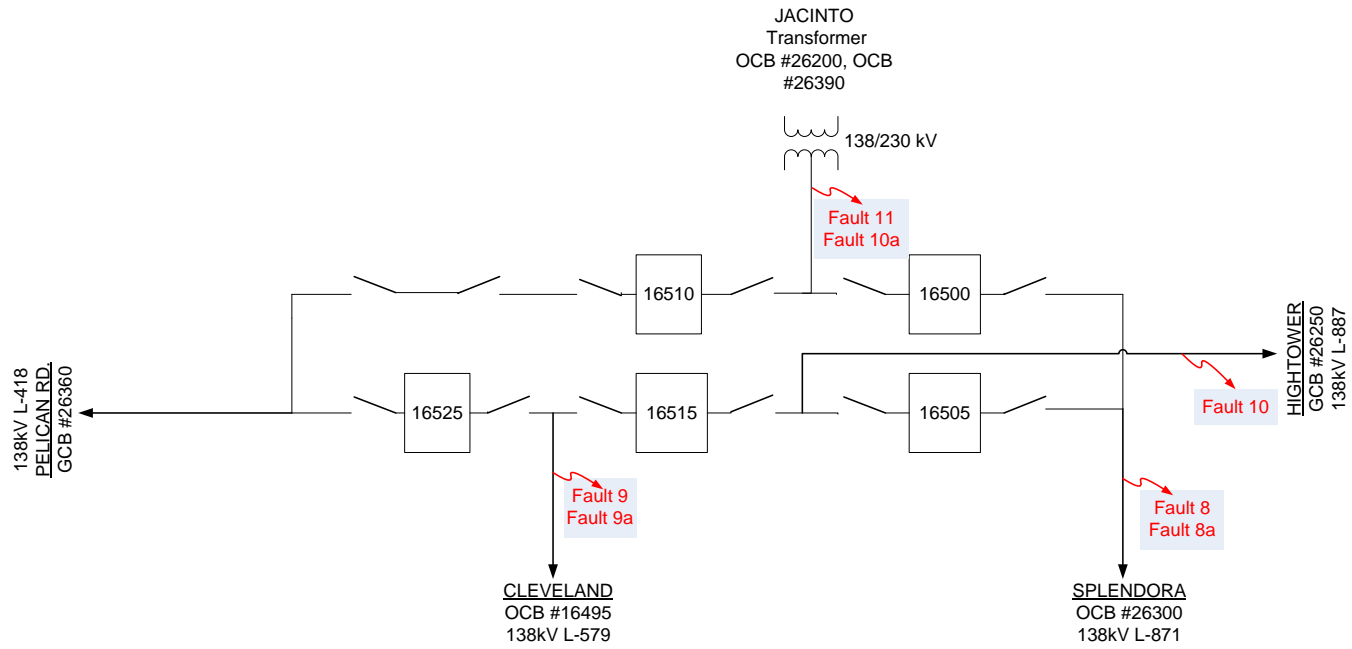 JACINTO
Transformer
OCB #26200, OCB
#26390
138/230 kV
Fault 11
Fault 10a
16510
16500
138kV L-418
PELICAN RD.
GCB #26360
16525
16515
16505
HIGHTOWER
GCB #26250
138kV L-887
Fault 10
Fault 9
Fault 9a
Fault 8
Fault 8a
CLEVELAND
OCB #16495
138kV L-579
SPLENDORA
OCB #26300
138kV L-871